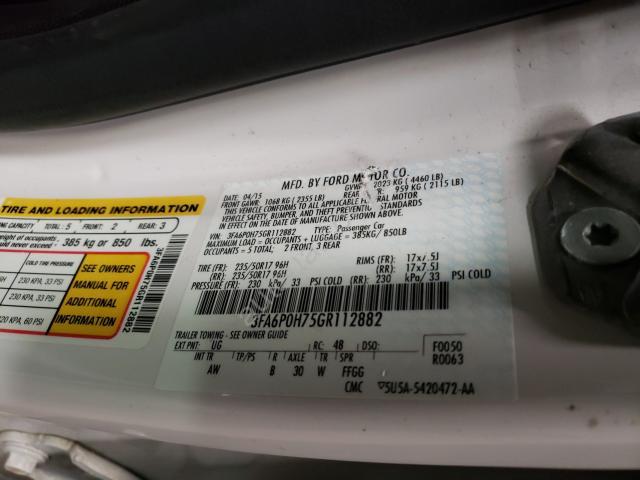 MFD. BY FORD MOTOR CO.
04/15
GVWR 2023 KG ( 4460 LB)
FRONT GAWR: 1068 KG ( 2355 LB)
REAR 959 KG ( 2115 LB)
THIS VEHICLE CONFORMS TO ALL APPLICABLE FEDERAL MOTOR
VEHICLE SAFETY, BUMPER, AND THEFT PREVENTION STANDARDS
IN EFFECT ON THE DATE OF MANUFACTURE SHOWN ABOVE.
VIN: 3FA6P0H75GR112882 TYPE: Passenger Car
MAXIMUM LOAD= OCCUPANTS + LUGGAGE = 385KG/850LB
OCCUPANTS = 5 TOTAL: 2 FRONT, 3 REAR
TIRE (FR): 235/50R17 96H RIMS (FR): 17x7.5J
(RR): 235/50R17 96H (RR): 17x7.5J
PRESSURE (FR): 230 kPa/ 33 PSI COLD (RR): 230 kPa/ 33 PSI COLD
3FA6P0H75GR112882
TRAILER TOWING - SEE OWNER GUIDE
EXT PNT: UG RC: 48 DSO: F0050
R0063
INT TR TP/PS R AXLE TR SPR
AW B 30 W FFGG
CMC 5U5A-5420472-AA
TIRE AND LOADING INFORMATION
TOTAL: 5 FRONT: 2 REAR: 3
weight of occupants
never exceed 385 kg or 850 lbs.
COLD TIRE PRESSURE
230 KPA, 33 PSI
230 KPA, 33 PSI
420 KPA, 60 PSI
SEE OWNERS
MANUAL FOR
ADDITIONAL
INFORMATION
3FA6P0H75GR112882